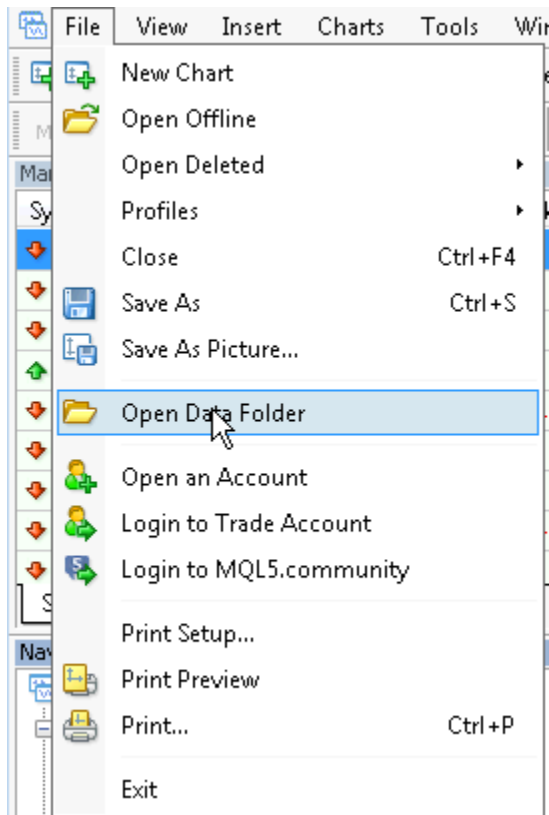 File View Insert Charts Tools
New Chart
Open Offline
Open Deleted
Profiles
Close Ctrl+F4
Save As Ctrl+S
Save As Picture...
Open Data Folder
Open an Account
Login to Trade Account
Login to MQL5.community
Print Setup...
Print Preview
Print... Ctrl+P
Exit